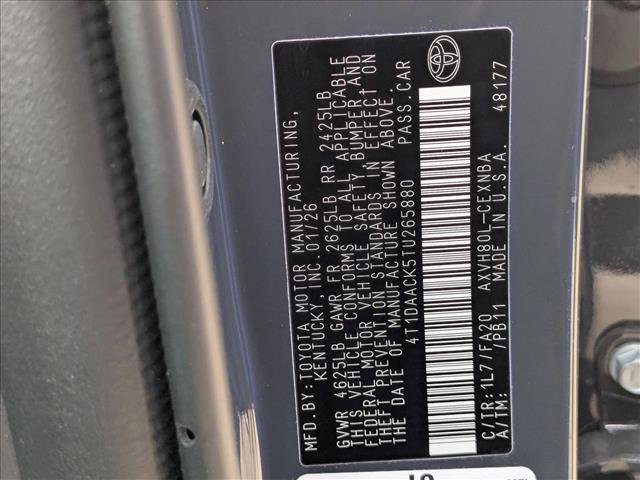 MFD. BY: TOYOTA MOTOR MANUFACTURING,
KENTUCKY, INC. 01/26
GVWR 4625LB GAWR FR 2625LB RR 2425LB
THIS VEHICLE CONFORMS TO ALL APPLICABLE
FEDERAL MOTOR VEHICLE SAFETY, BUMPER, AND
THEFT PREVENTION STANDARDS IN EFFECT ON
THE DATE OF MANUFACTURE SHOWN ABOVE.
4T1DAACK5TU265880 PASS. CAR
C/TR: 1L7/FA20 AXVH80L-CEXNBA
A/TM: /PB11 MADE IN U.S.A.
48177